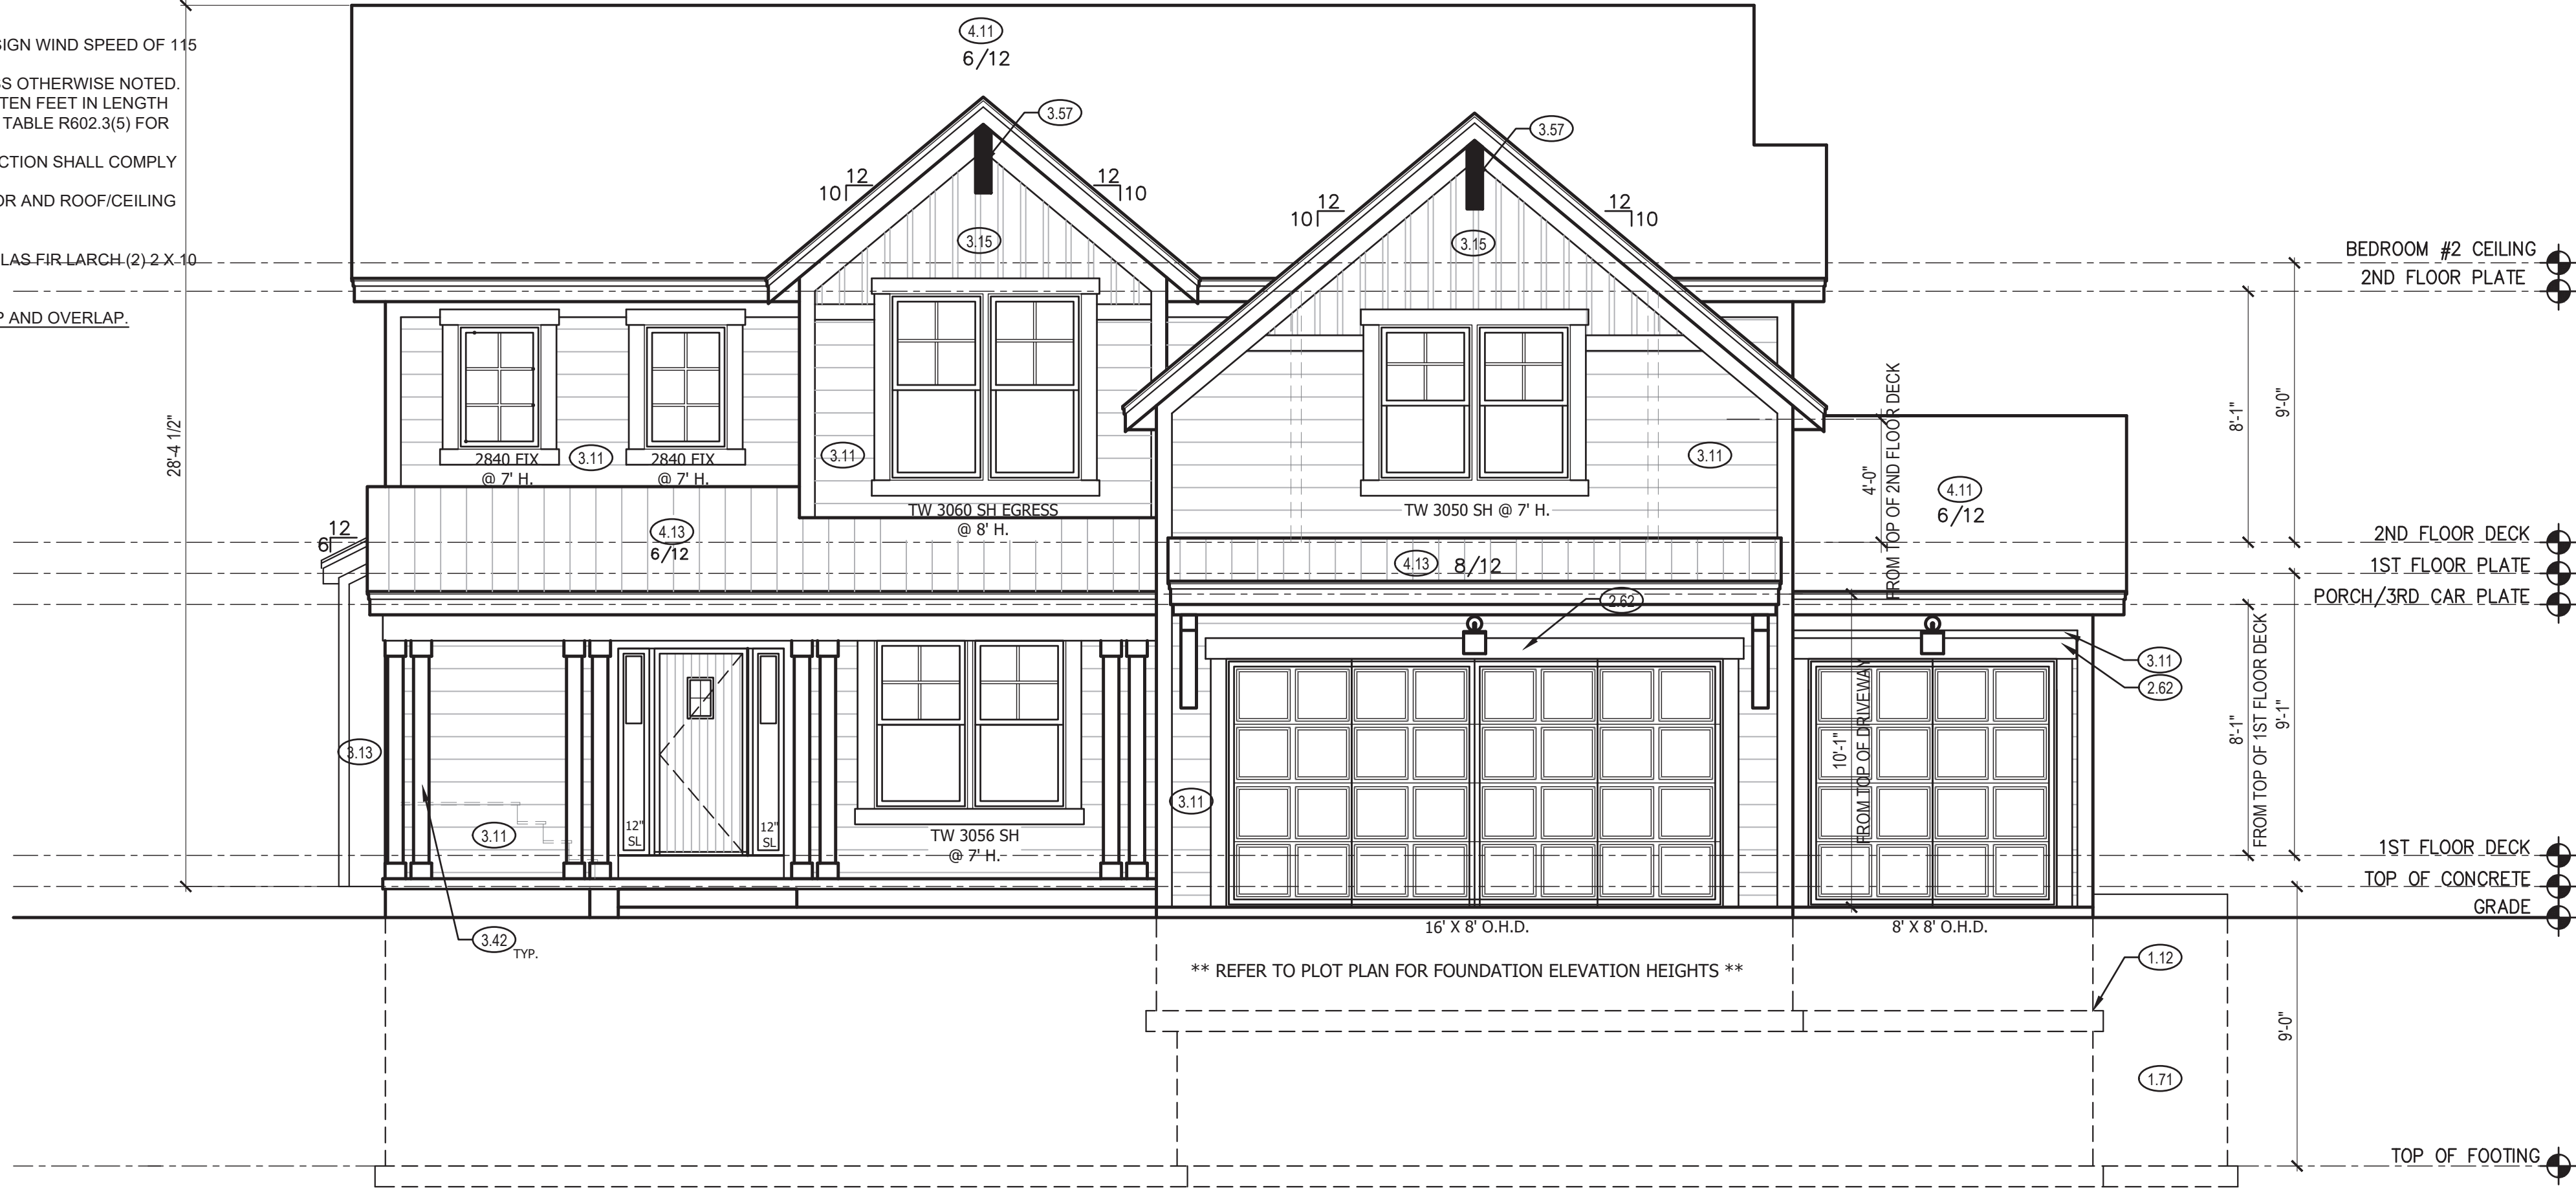 SIGN WIND SPEED OF 115
SS OTHERWISE NOTED.
TEN FEET IN LENGTH
TABLE R602.3(5) FOR
CTION SHALL COMPLY
OR AND ROOF/CEILING
LAS FIR LARCH (2) 2 X 10
P AND OVERLAP.
28'-4 1/2"
4.11
6/12
3.57
3.57
12
10
12
10
12
10
12
10
3.15
3.15
BEDROOM #2 CEILING
2ND FLOOR PLATE
2840 FIX
@ 7' H.
3.11
2840 FIX
@ 7' H.
3.11
TW 3060 SH EGRESS
@ 8' H.
3.11
TW 3050 SH @ 7' H.
4'-0"
FROM TOP OF 2ND FLOOR DECK
4.11
6/12
8'-1"
9'-0"
12
6
4.13
6/12
4.13
8/12
2ND FLOOR DECK
1ST FLOOR PLATE
PORCH/3RD CAR PLATE
2.62
3.11
2.62
3.13
3.11
12"
SL
12"
SL
TW 3056 SH
@ 7' H.
3.11
10'-1"
FROM TOP OF DRIVEWAY
8'-1"
FROM TOP OF 1ST FLOOR DECK
9'-1"
1ST FLOOR DECK
TOP OF CONCRETE
GRADE
3.42
TYP.
16' X 8' O.H.D.
8' X 8' O.H.D.
** REFER TO PLOT PLAN FOR FOUNDATION ELEVATION HEIGHTS **
1.12
9'-0"
1.71
TOP OF FOOTING